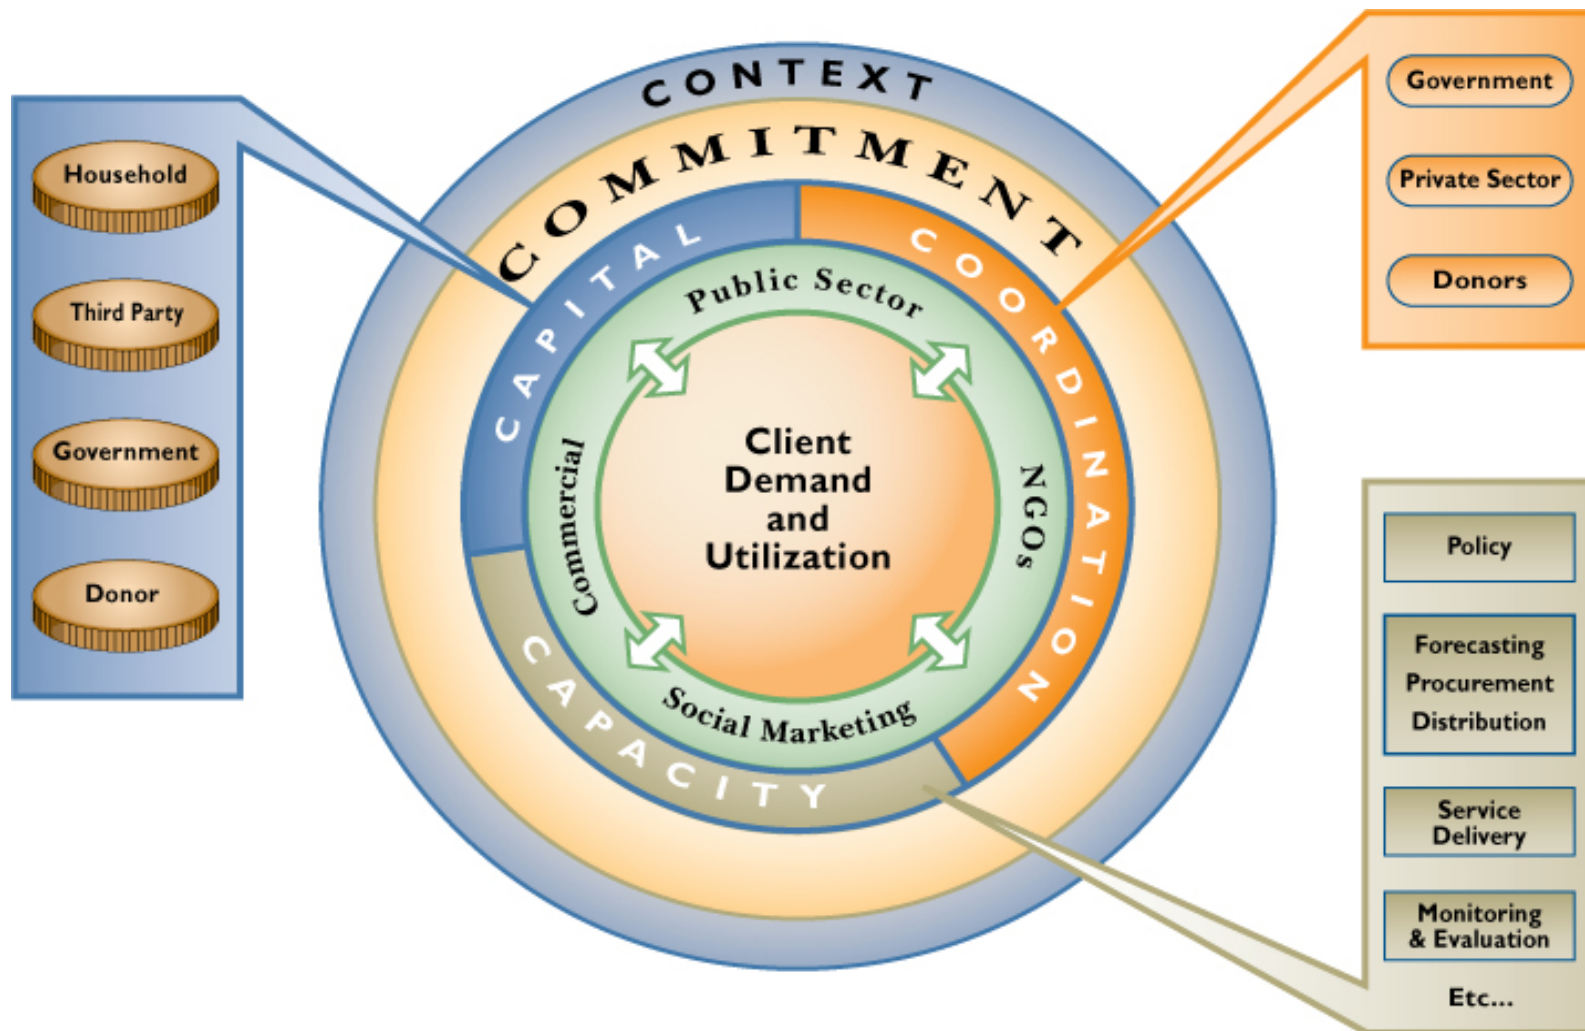 CONTEXT
COMMITMENT
CAPITAL
COORDINATION
CAPACITY
Public Sector
NGOs
Social Marketing
Commercial
Client
Demand
and
Utilization
Household
Third Party
Government
Donor
Government
Private Sector
Donors
Policy
Forecasting
Procurement
Distribution
Service
Delivery
Monitoring
& Evaluation
Etc...